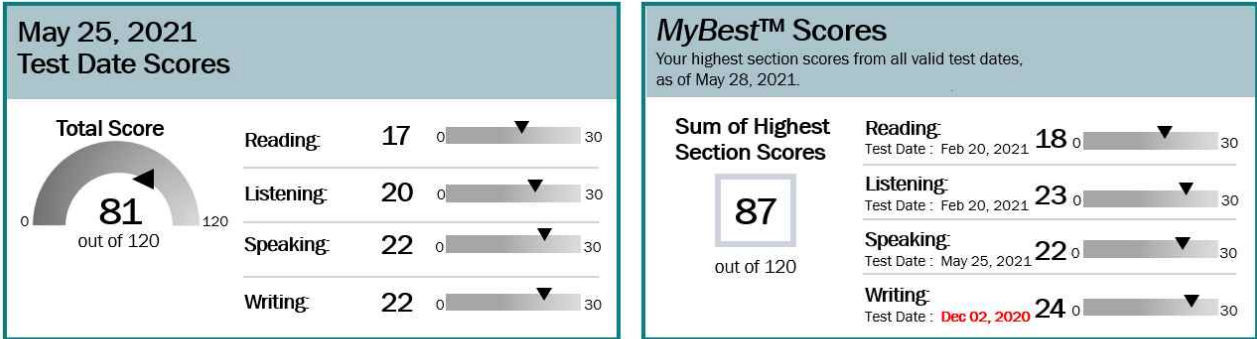 May 25, 2021
Test Date Scores
Total Score
0
81
120
out of 120
Reading: 17 0 30
Listening: 20 0 30
Speaking: 22 0 30
Writing: 22 0 30
MyBest™ Scores
Your highest section scores from all valid test dates,
as of May 28, 2021.
Sum of Highest
Section Scores
87
out of 120
Reading:
Test Date : Feb 20, 2021 18 0 30
Listening:
Test Date : Feb 20, 2021 23 0 30
Speaking:
Test Date : May 25, 2021 22 0 30
Writing:
Test Date : Dec 02, 2020 24 0 30